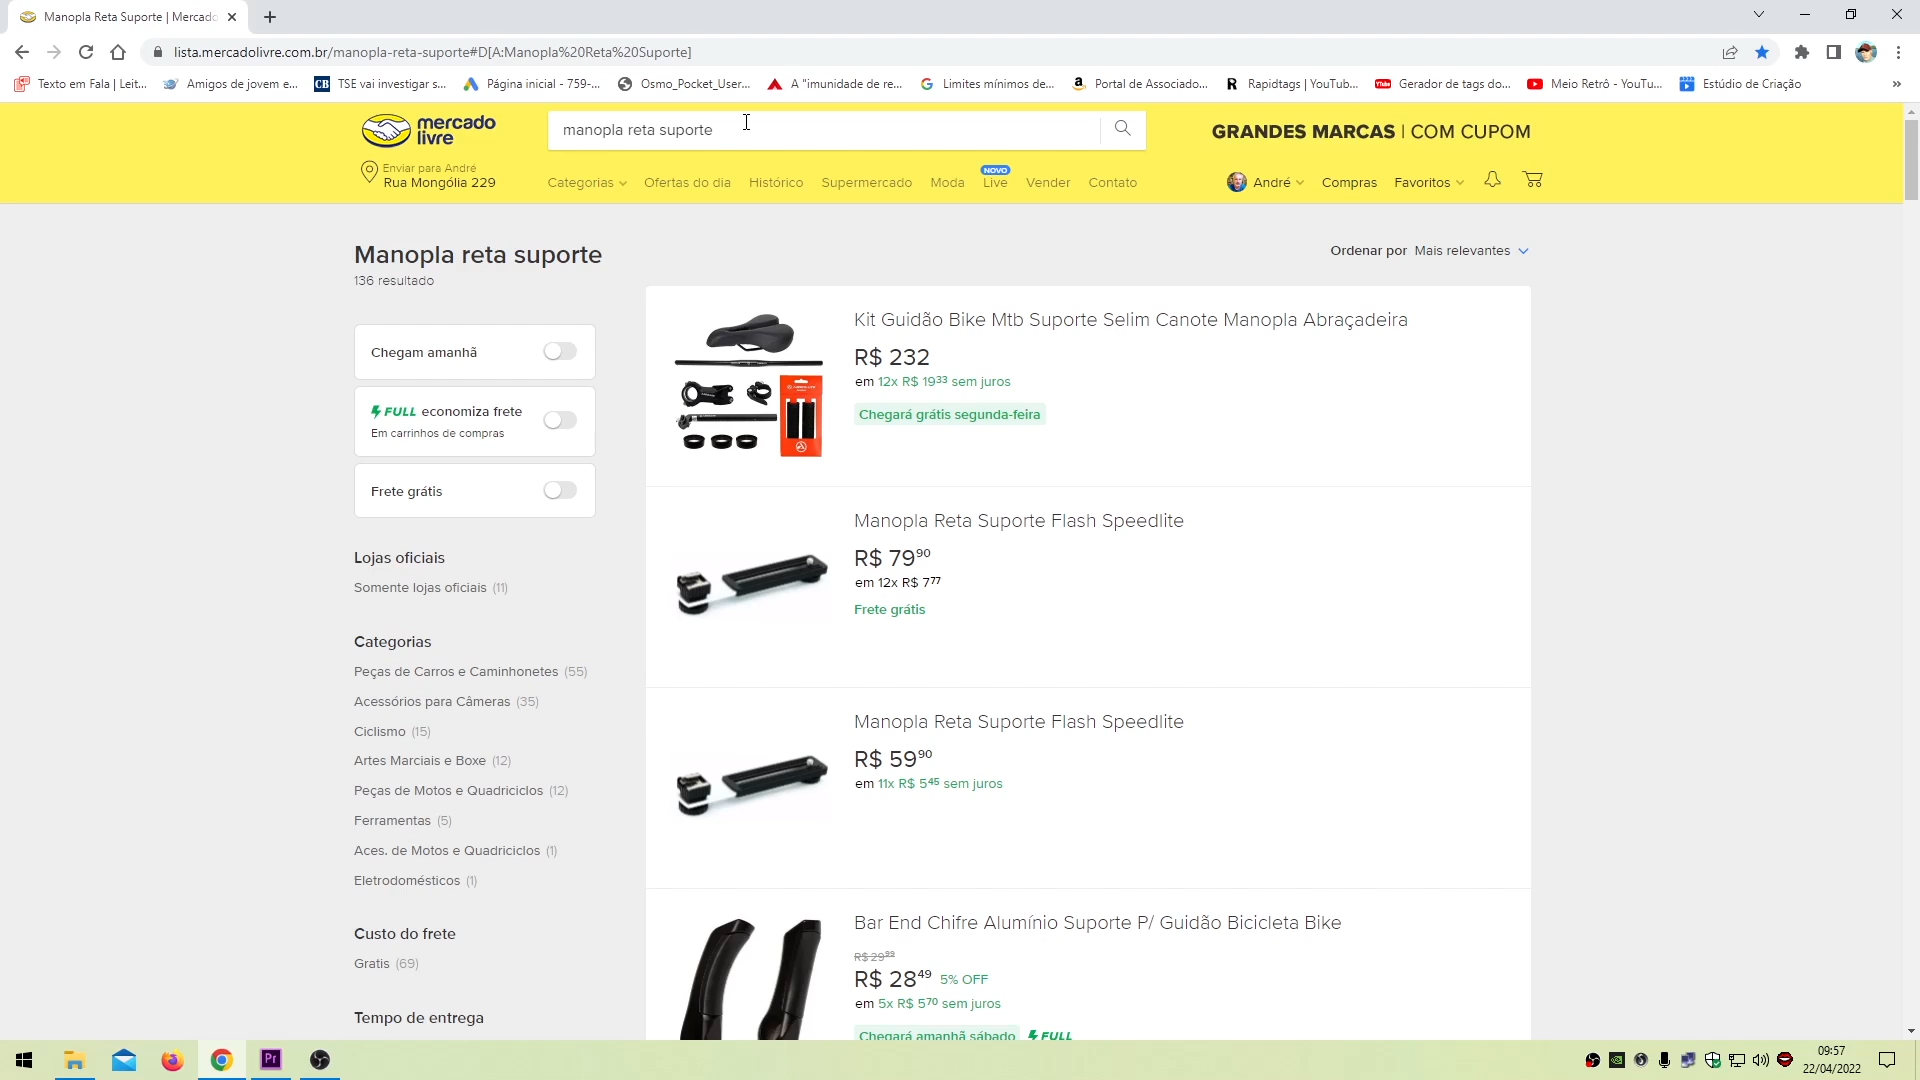 Manopla Reta Suporte | Mercado
lista.mercadolivre.com.br/manopla-reta-suporte#D[A:Manopla%20Reta%20Suporte]
Texto em Fala | Leit...
Amigos de jovem e...
CB
TSE vai investigar s...
Página inicial - 759-...
Osmo_Pocket_User...
A "imunidade de re...
Limites mínimos de...
Portal de Associado...
R
Rapidtags | YouTub...
Gerador de tags do...
Meio Retrô - YouTu...
Estúdio de Criação
mercado
livre
manopla reta suporte
GRANDES MARCAS | COM CUPOM
Enviar para André
Rua Mongólia 229
Categorias
Ofertas do dia
Histórico
Supermercado
Moda
NOVO
Live
Vender
Contato
André
Compras
Favoritos
Manopla reta suporte
136 resultado
Ordenar por Mais relevantes
Chegam amanhã
FULL economiza frete
Em carrinhos de compras
Frete grátis
Lojas oficiais
Somente lojas oficiais (11)
Categorias
Peças de Carros e Caminhonetes (55)
Acessórios para Câmeras (35)
Ciclismo (15)
Artes Marciais e Boxe (12)
Peças de Motos e Quadriciclos (12)
Ferramentas (5)
Aces. de Motos e Quadriciclos (1)
Eletrodomésticos (1)
Custo do frete
Gratis (69)
Tempo de entrega
Kit Guidão Bike Mtb Suporte Selim Canote Manopla Abraçadeira
R$ 232
em 12x R$ 19³³ sem juros
Chegará grátis segunda-feira
Manopla Reta Suporte Flash Speedlite
R$ 79⁹⁰
em 12x R$ 7⁷⁷
Frete grátis
Manopla Reta Suporte Flash Speedlite
R$ 59⁹⁰
em 11x R$ 5⁴⁵ sem juros
Bar End Chifre Alumínio Suporte P/ Guidão Bicicleta Bike
R$ 29⁹⁹
R$ 28⁴⁹ 5% OFF
em 5x R$ 5⁷⁰ sem juros
Chegará amanhã sábado FULL
Pr
09:57
22/04/2022